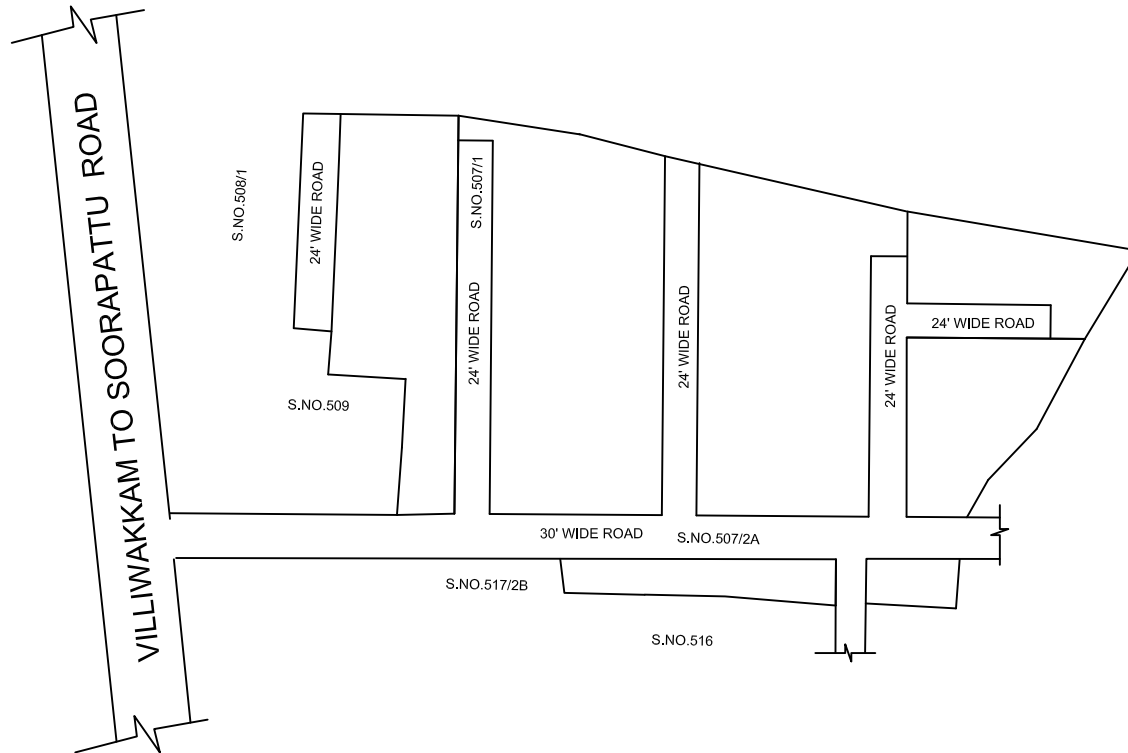 VILLIWAKKAM TO SOORAPATTU ROAD
S.NO.508/1
24' WIDE ROAD
S.NO.507/1
24' WIDE ROAD
24' WIDE ROAD
24' WIDE ROAD
24' WIDE ROAD
S.NO.509
30' WIDE ROAD
S.NO.507/2A
S.NO.517/2B
S.NO.516